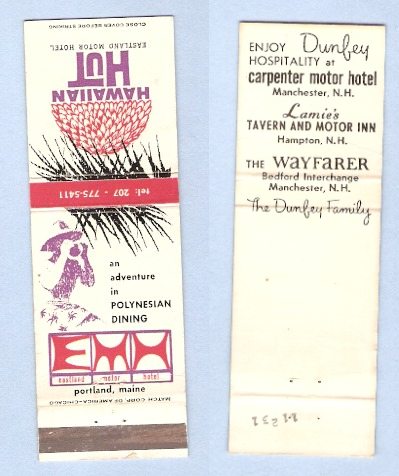 CLOSE COVER BEFORE STRIKING
EASTLAND MOTOR HOTEL
HAWAIIAN
HUT
tel: 207 - 775-5411
an
adventure
in
POLYNESIAN
DINING
EMH
eastland motor hotel
portland, maine
MATCH CORP. OF AMERICA-CHICAGO
ENJOY Dunfey
HOSPITALITY at
carpenter motor hotel
Manchester, N.H.
Lamie's
TAVERN AND MOTOR INN
Hampton, N.H.
THE WAYFARER
Bedford Interchange
Manchester, N.H.
The Dunfey Family